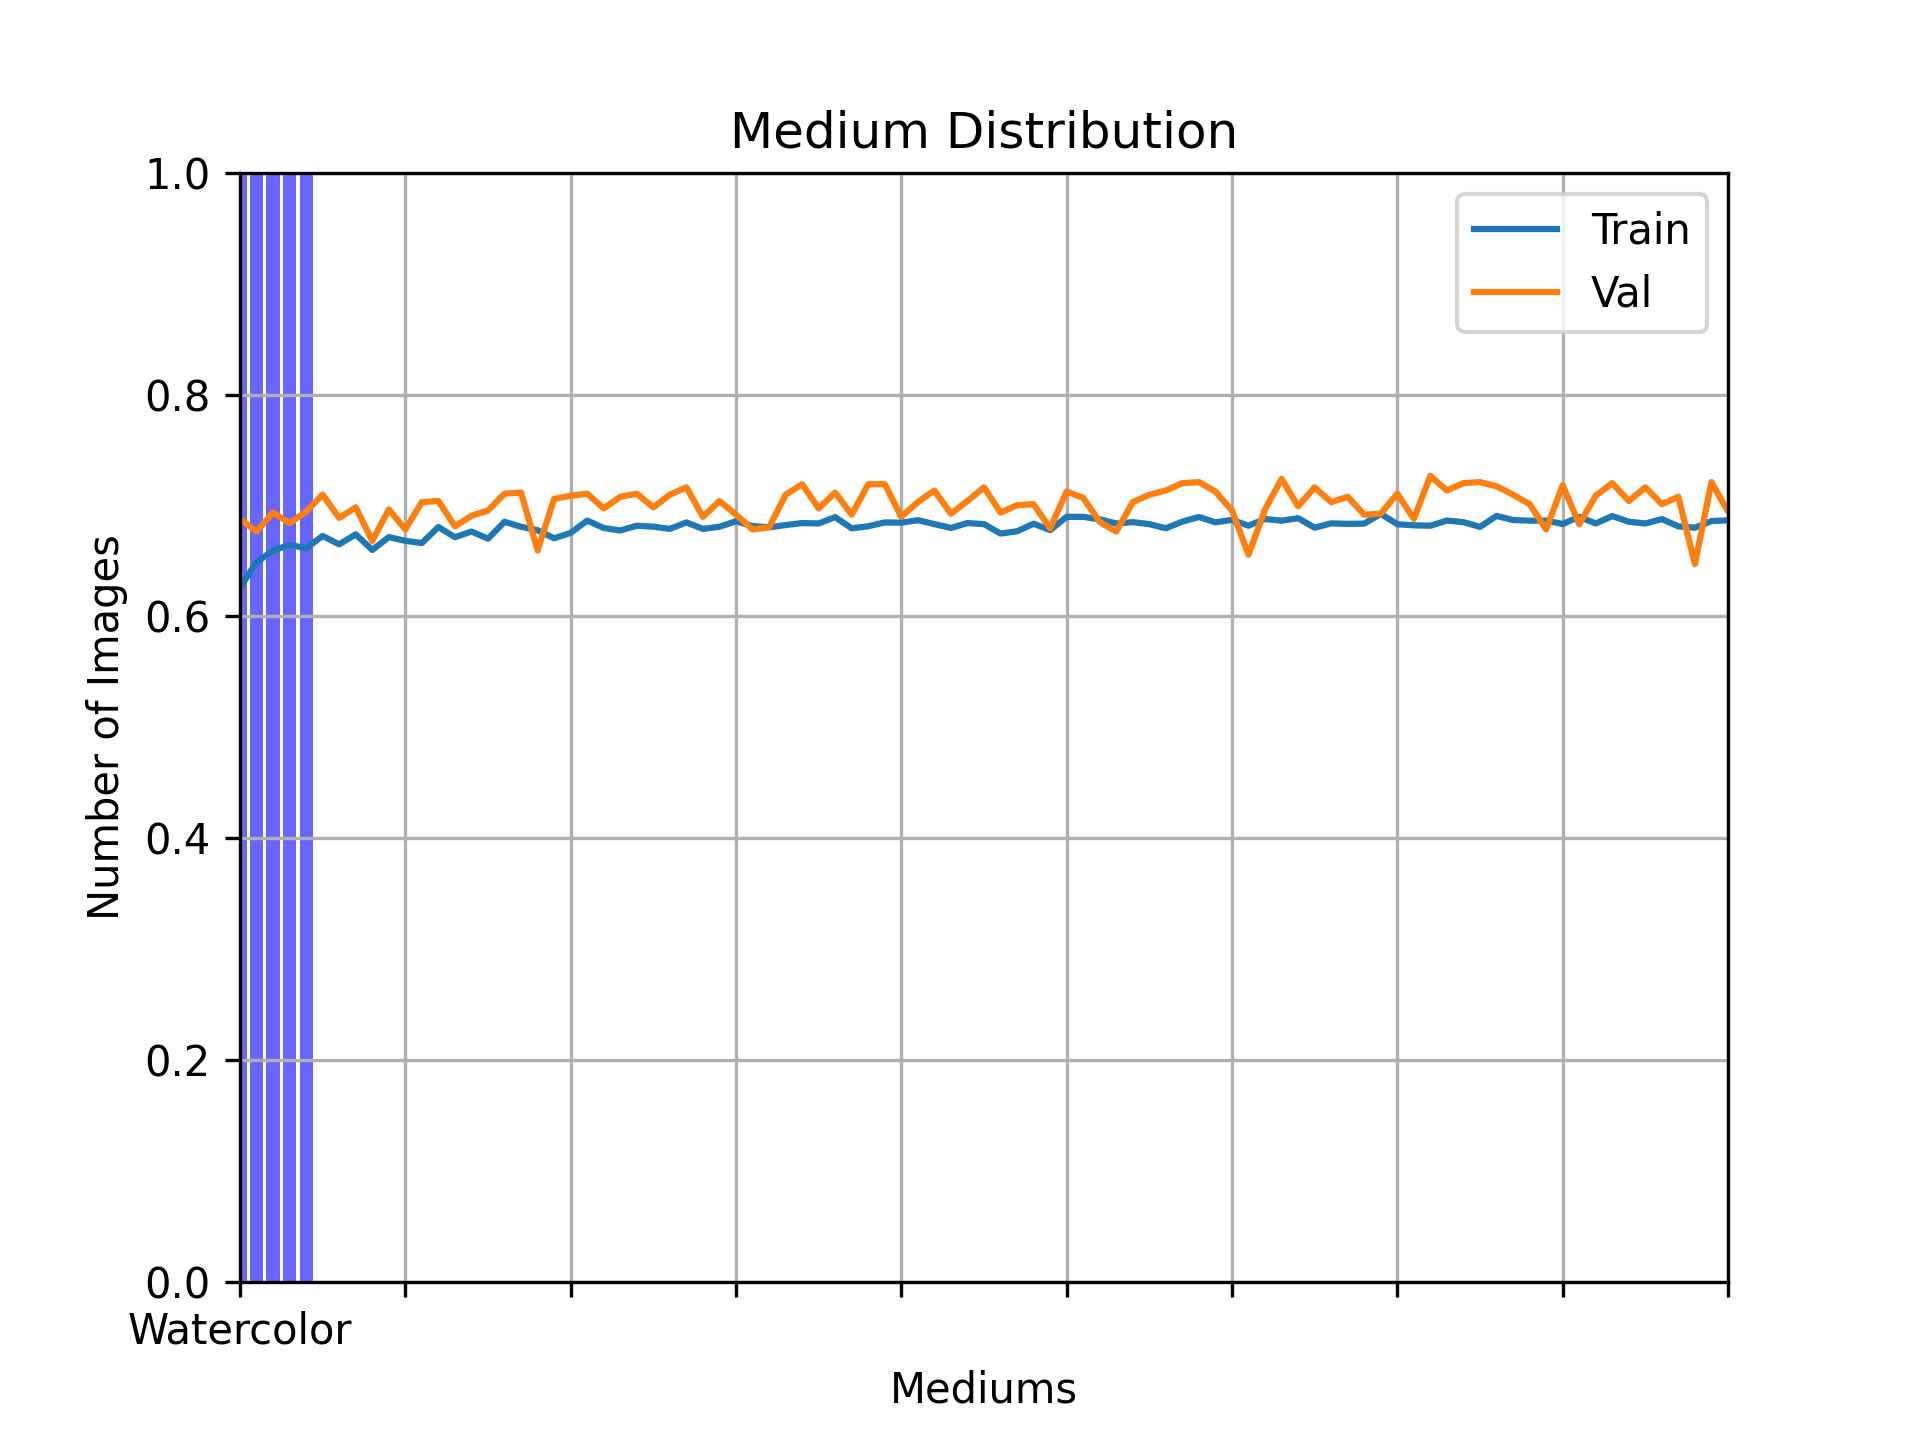 Medium Distribution
1.0
0.8
0.6
0.4
0.2
0.0
Number of Images
Train
Val
Watercolor
Mediums